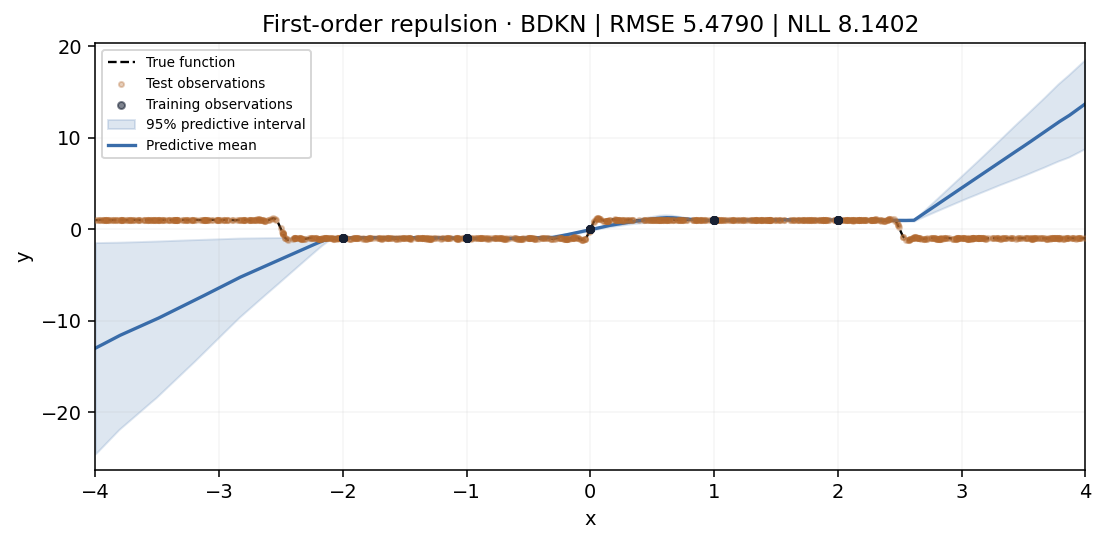 First-order repulsion · BDKN | RMSE 5.4790 | NLL 8.1402
True function
Test observations
Training observations
95% predictive interval
Predictive mean
20
10
0
−10
−20
y
−4 −3 −2 −1 0 1 2 3 4
x